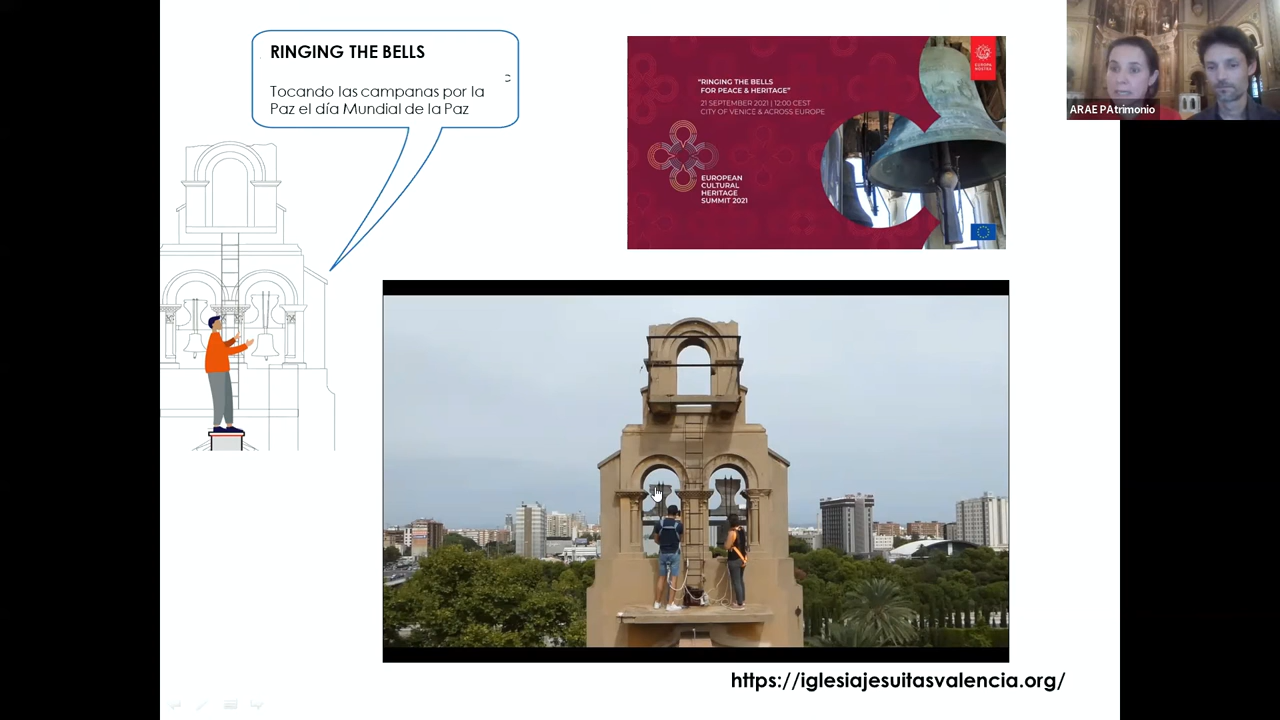 RINGING THE BELLS
Tocando las campanas por la
Paz el día Mundial de la Paz
"RINGING THE BELLS
FOR PEACE & HERITAGE"
21 SEPTEMBER 2021 | 12:00 CEST
CITY OF VENICE & ACROSS EUROPE
EUROPEAN
CULTURAL
HERITAGE
SUMMIT 2021
EUROPA
NOSTRA
ARAE PAtrimonio
https://iglesiajesuitasvalencia.org/